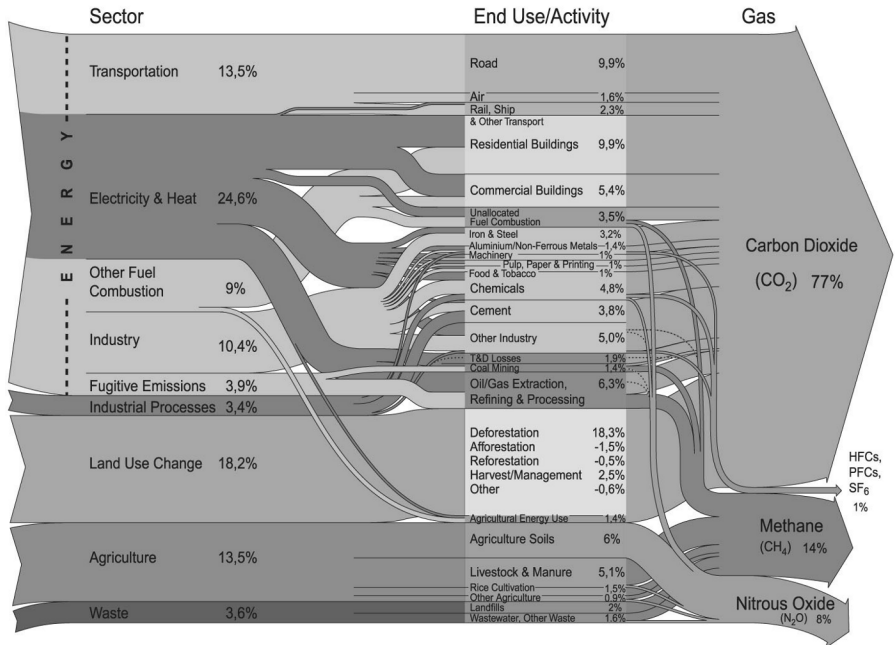 Sector
End Use/Activity
Gas
ENERGY
Transportation 13,5%
Electricity & Heat 24,6%
Other Fuel
Combustion 9%
Industry 10,4%
Fugitive Emissions 3,9%
Industrial Processes 3,4%
Land Use Change 18,2%
Agriculture 13,5%
Waste 3,6%
Road 9,9%
Air 1,6%
Rail, Ship 2,3%
& Other Transport
Residential Buildings 9,9%
Commercial Buildings 5,4%
Unallocated
Fuel Combustion 3,5%
Iron & Steel 3,2%
Aluminium/Non-Ferrous Metals 1,4%
Machinery 1%
Pulp, Paper & Printing 1%
Food & Tobacco 1%
Chemicals 4,8%
Cement 3,8%
Other Industry 5,0%
T&D Losses 1,9%
Coal Mining 1,4%
Oil/Gas Extraction, 6,3%
Refining & Processing
Deforestation 18,3%
Afforestation -1,5%
Reforestation -0,5%
Harvest/Management 2,5%
Other -0,6%
Agricultural Energy Use 1,4%
Agriculture Soils 6%
Livestock & Manure 5,1%
Rice Cultivation 1,5%
Other Agriculture 0,9%
Landfills 2%
Wastewater, Other Waste 1,6%
Carbon Dioxide
(CO₂) 77%
HFCs,
PFCs,
SF₆
1%
Methane
(CH₄) 14%
Nitrous Oxide
(N₂O) 8%